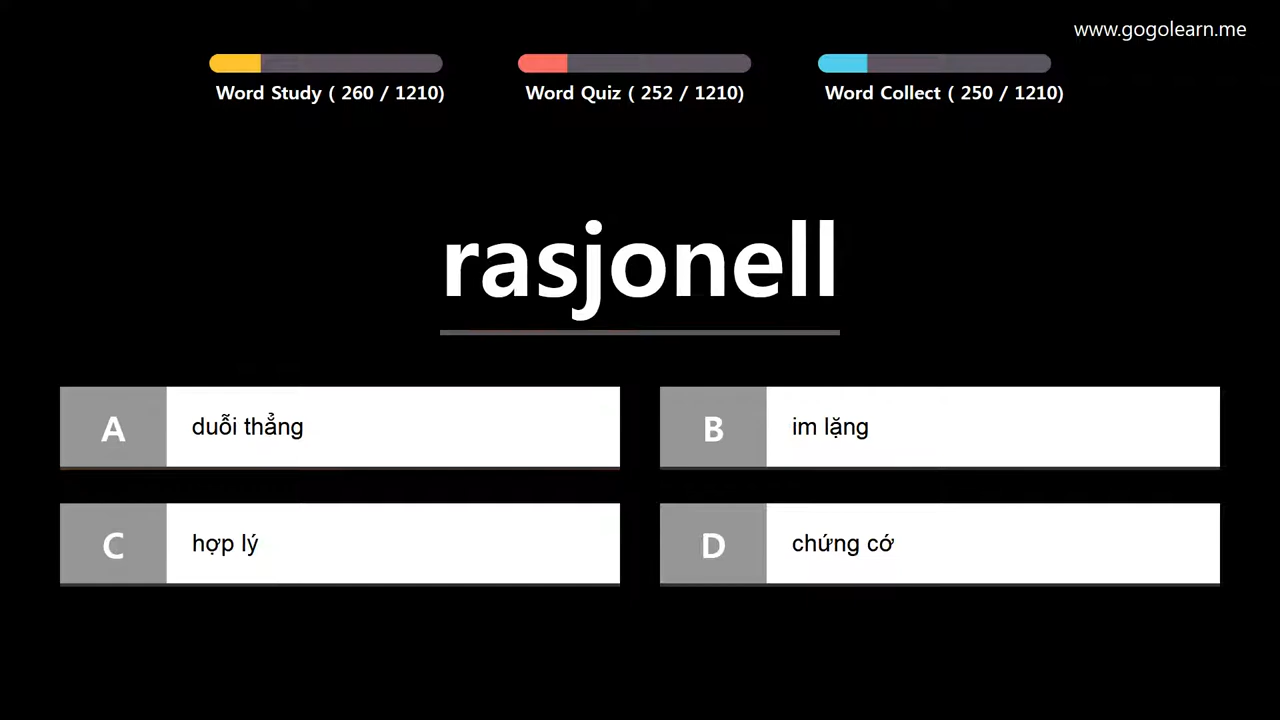 www.gogolearn.me
Word Study ( 260 / 1210)
Word Quiz ( 252 / 1210)
Word Collect ( 250 / 1210)
rasjonell
A duỗi thẳng
B im lặng
C hợp lý
D chứng cớ